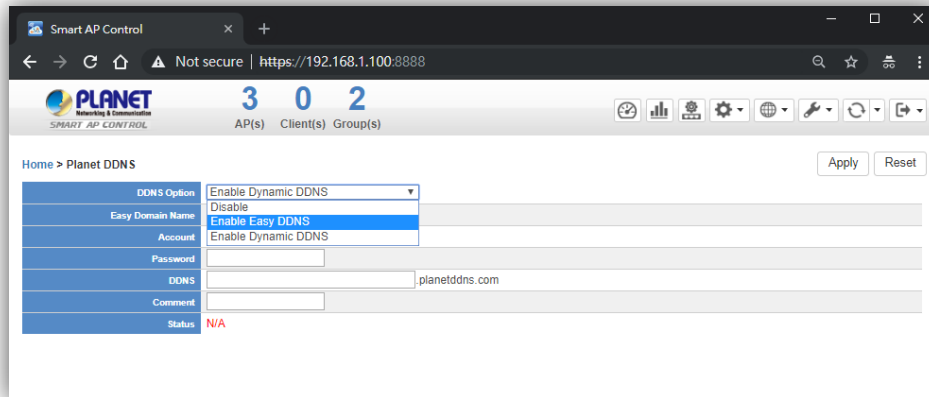 Smart AP Control
Not secure | https://192.168.1.100:8888
PLANET
Networking & Communication
SMART AP CONTROL
3 0 2
AP(s) Client(s) Group(s)
Home > Planet DDNS
Apply Reset
DDNS Option Enable Dynamic DDNS
Disable
Easy Domain Name Enable Easy DDNS
Account Enable Dynamic DDNS
Password
DDNS .planetddns.com
Comment
Status N/A